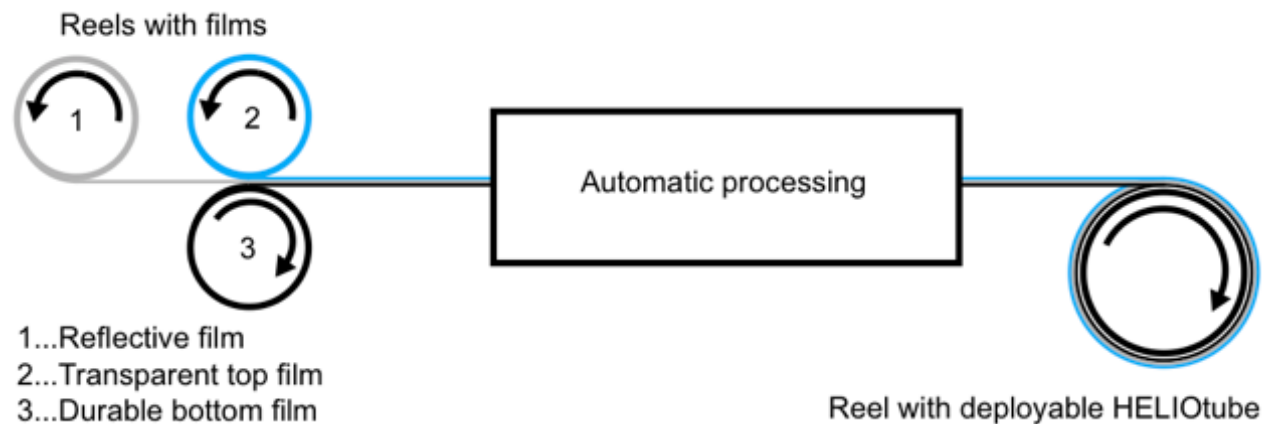 Reels with films
1
2
3
Automatic processing
1...Reflective film
2...Transparent top film
3...Durable bottom film
Reel with deployable HELIOtube